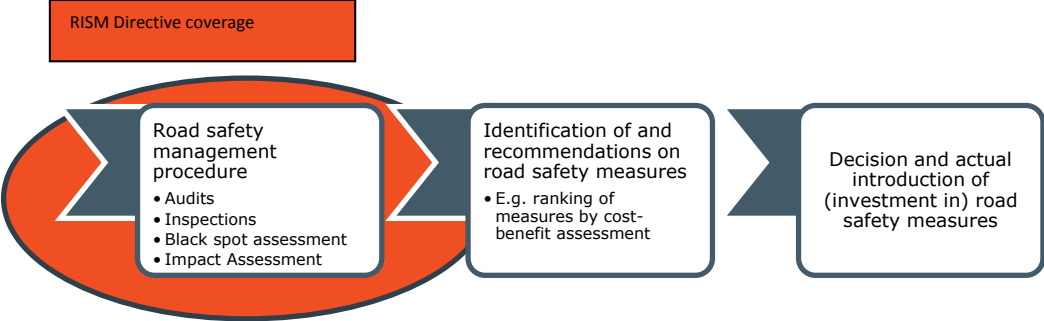 RISM Directive coverage
Road safety
management
procedure
• Audits
• Inspections
• Black spot assessment
• Impact Assessment
Identification of and
recommendations on
road safety measures
• E.g. ranking of
measures by cost-
benefit assessment
Decision and actual
introduction of
(investment in) road
safety measures